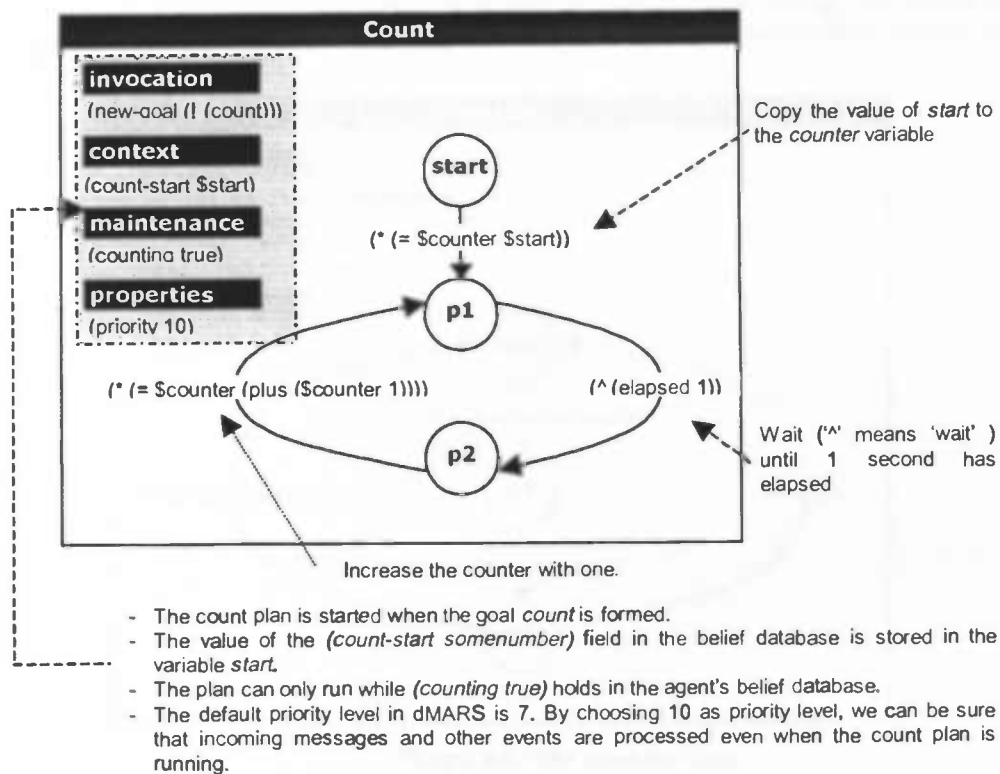 Count
invocation
(new-goal (! (count)))
context
(count-start $start)
maintenance
(counting true)
properties
(priority 10)
start
(* (= $counter $start))
p1
(* (= $counter (plus ($counter 1))))
(^ (elapsed 1))
p2
Copy the value of start to
the counter variable
Wait ('^' means 'wait' )
until 1 second has
elapsed
Increase the counter with one.
- The count plan is started when the goal count is formed.
- The value of the (count-start somenumber) field in the belief database is stored in the
variable start.
- The plan can only run while (counting true) holds in the agent's belief database.
- The default priority level in dMARS is 7. By choosing 10 as priority level, we can be sure
that incoming messages and other events are processed even when the count plan is
running.